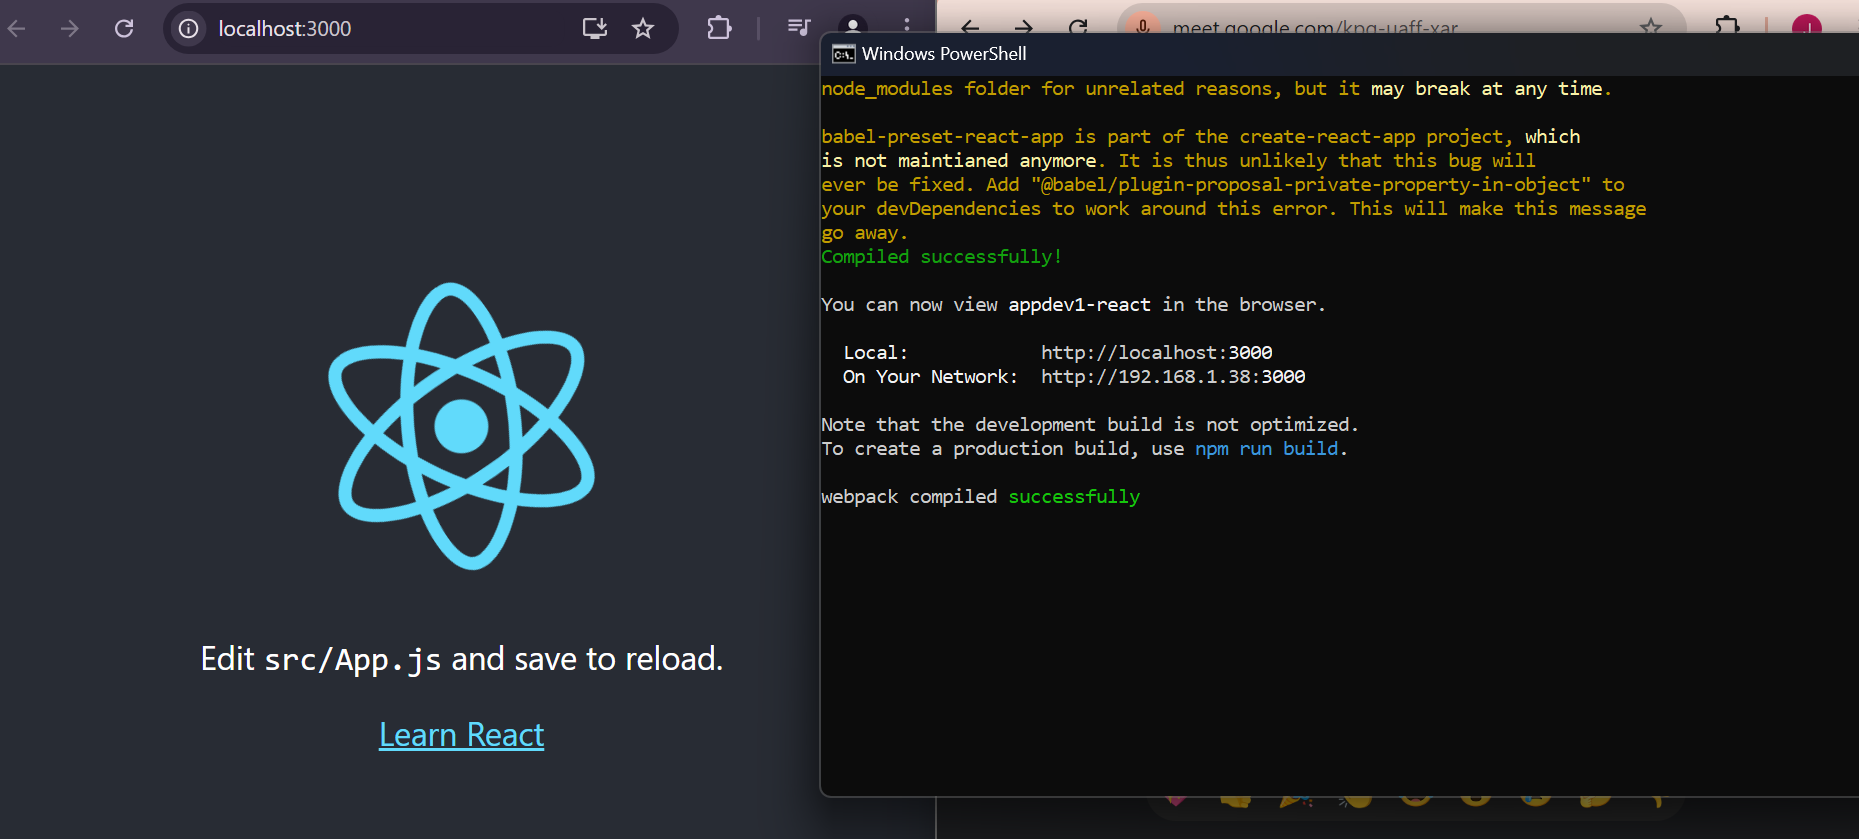 localhost:3000
meet.google.com/kpg-uaff-xar
Windows PowerShell
node_modules folder for unrelated reasons, but it may break at any time.
babel-preset-react-app is part of the create-react-app project, which
is not maintianed anymore. It is thus unlikely that this bug will
ever be fixed. Add "@babel/plugin-proposal-private-property-in-object" to
your devDependencies to work around this error. This will make this message
go away.
Compiled successfully!
You can now view appdev1-react in the browser.
Local: http://localhost:3000
On Your Network: http://192.168.1.38:3000
Note that the development build is not optimized.
To create a production build, use npm run build.
webpack compiled successfully
Edit src/App.js and save to reload.
Learn React